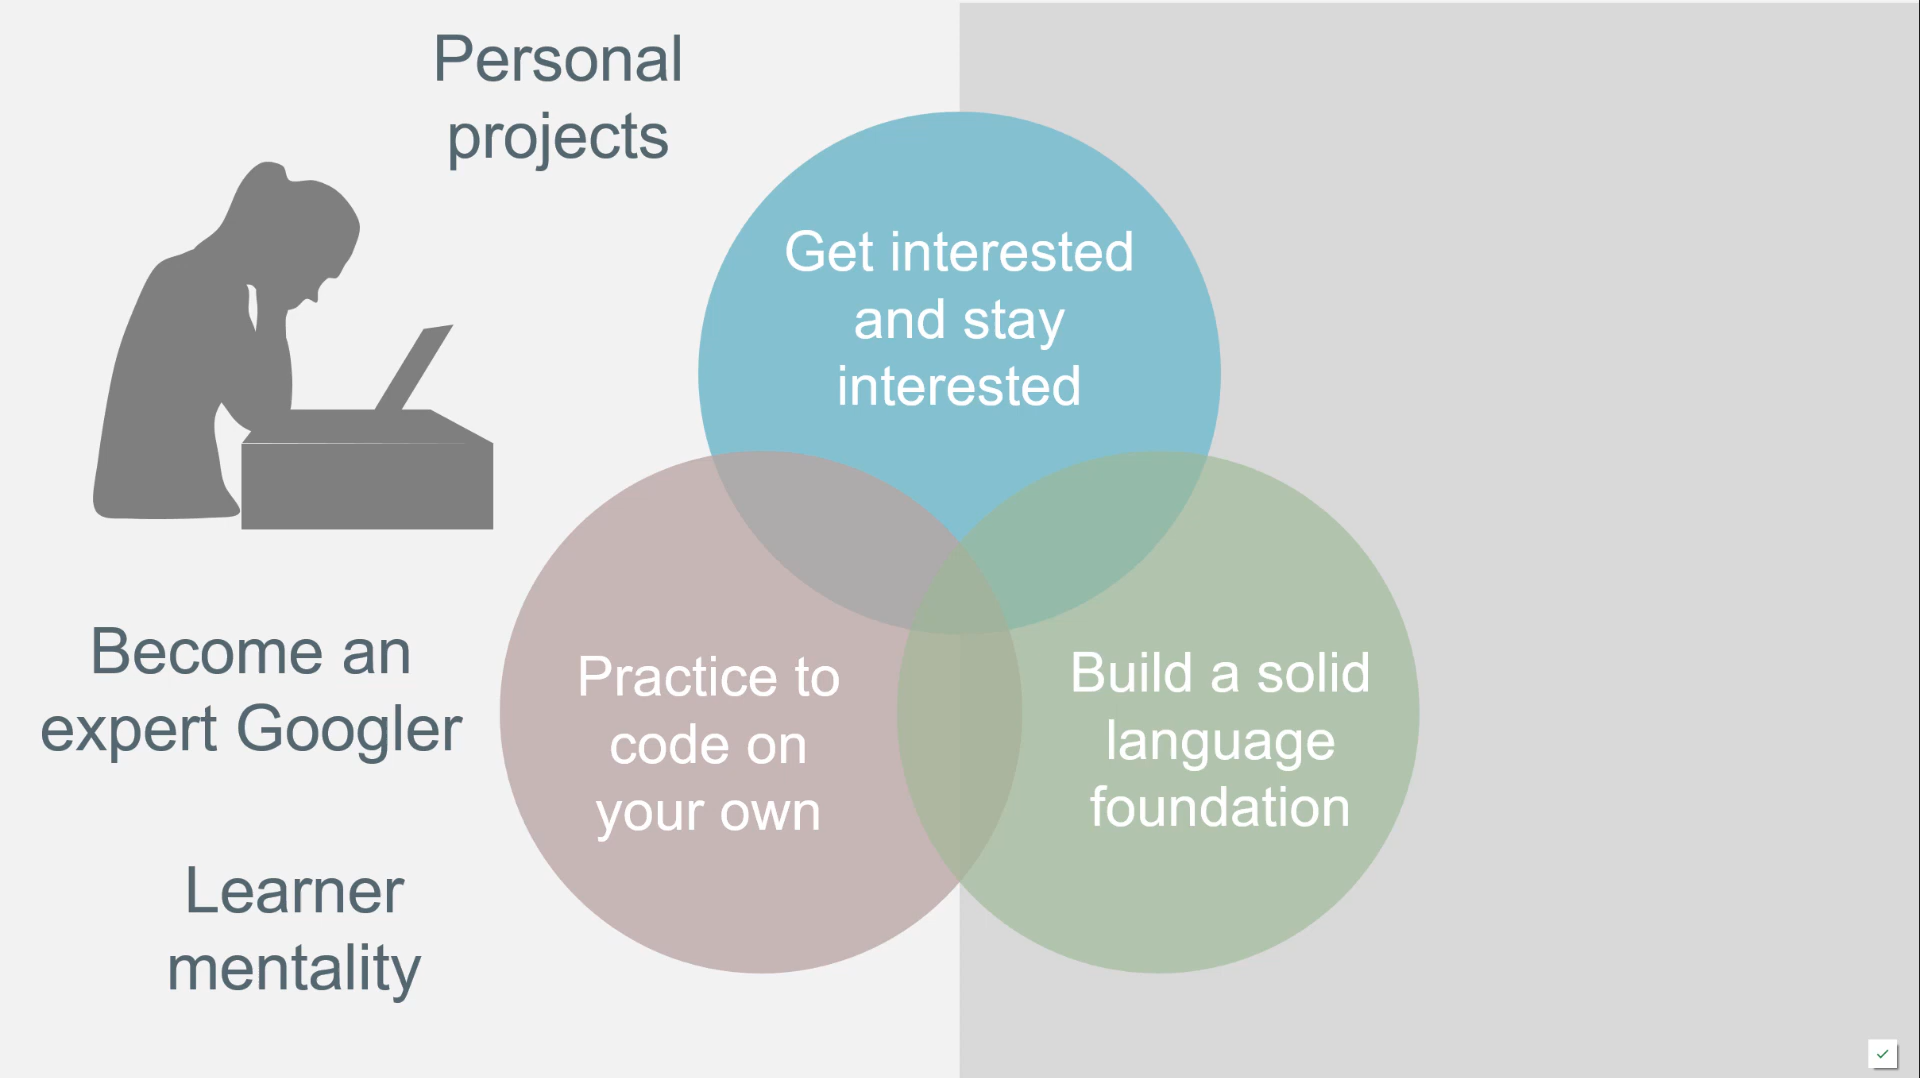 Personal
projects
Get interested
and stay
interested
Become an
expert Googler
Practice to
code on
your own
Build a solid
language
foundation
Learner
mentality